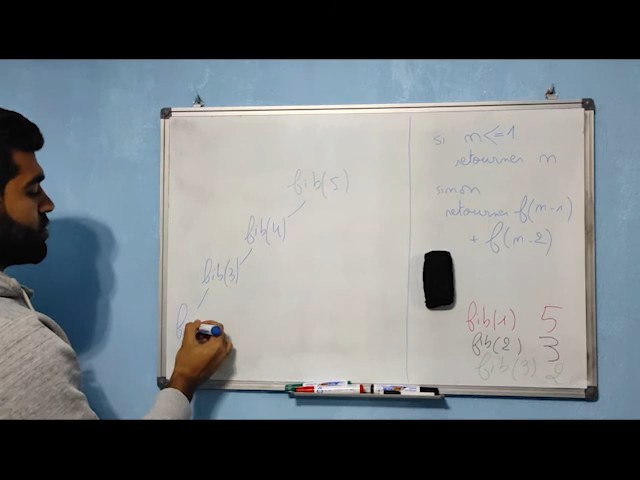 fib(5)
fib(4)
fib(3)
f
si n<=1
retourner n
sinon
retourner f(n-1)
+ f(n-2)
fib(1) 5
fib(2) 3
fib(3) 2